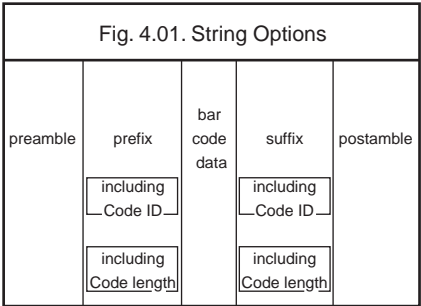 Fig. 4.01. String Options
preamble
prefix
including
Code ID
including
Code length
bar
code
data
suffix
including
Code ID
including
Code length
postamble